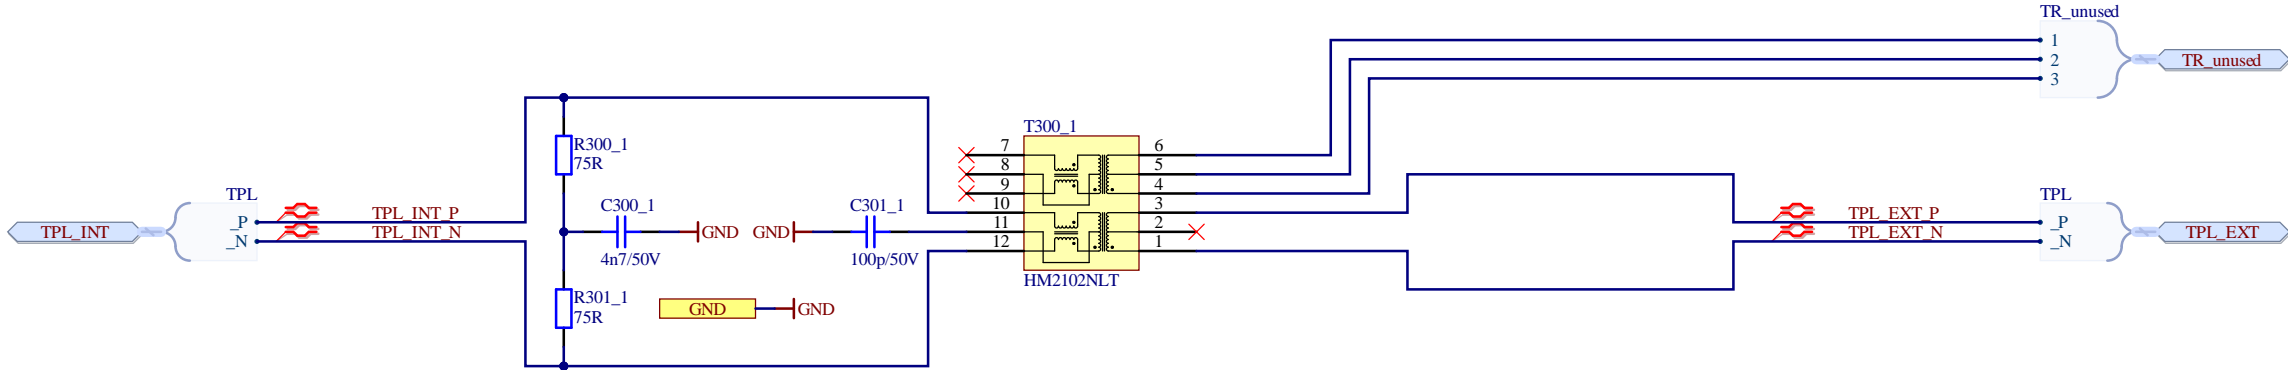 TR_unused
1
2
3
TR_unused
T300_1
7
8
9
10
11
12
6
5
4
3
2
1
HM2102NLT
R300_1
75R
TPL
_P
_N
TPL_INT
TPL_INT_P
TPL_INT_N
C300_1
4n7/50V
GND
GND
C301_1
100p/50V
R301_1
75R
GND
GND
TPL_EXT_P
TPL_EXT_N
TPL
_P
_N
TPL_EXT